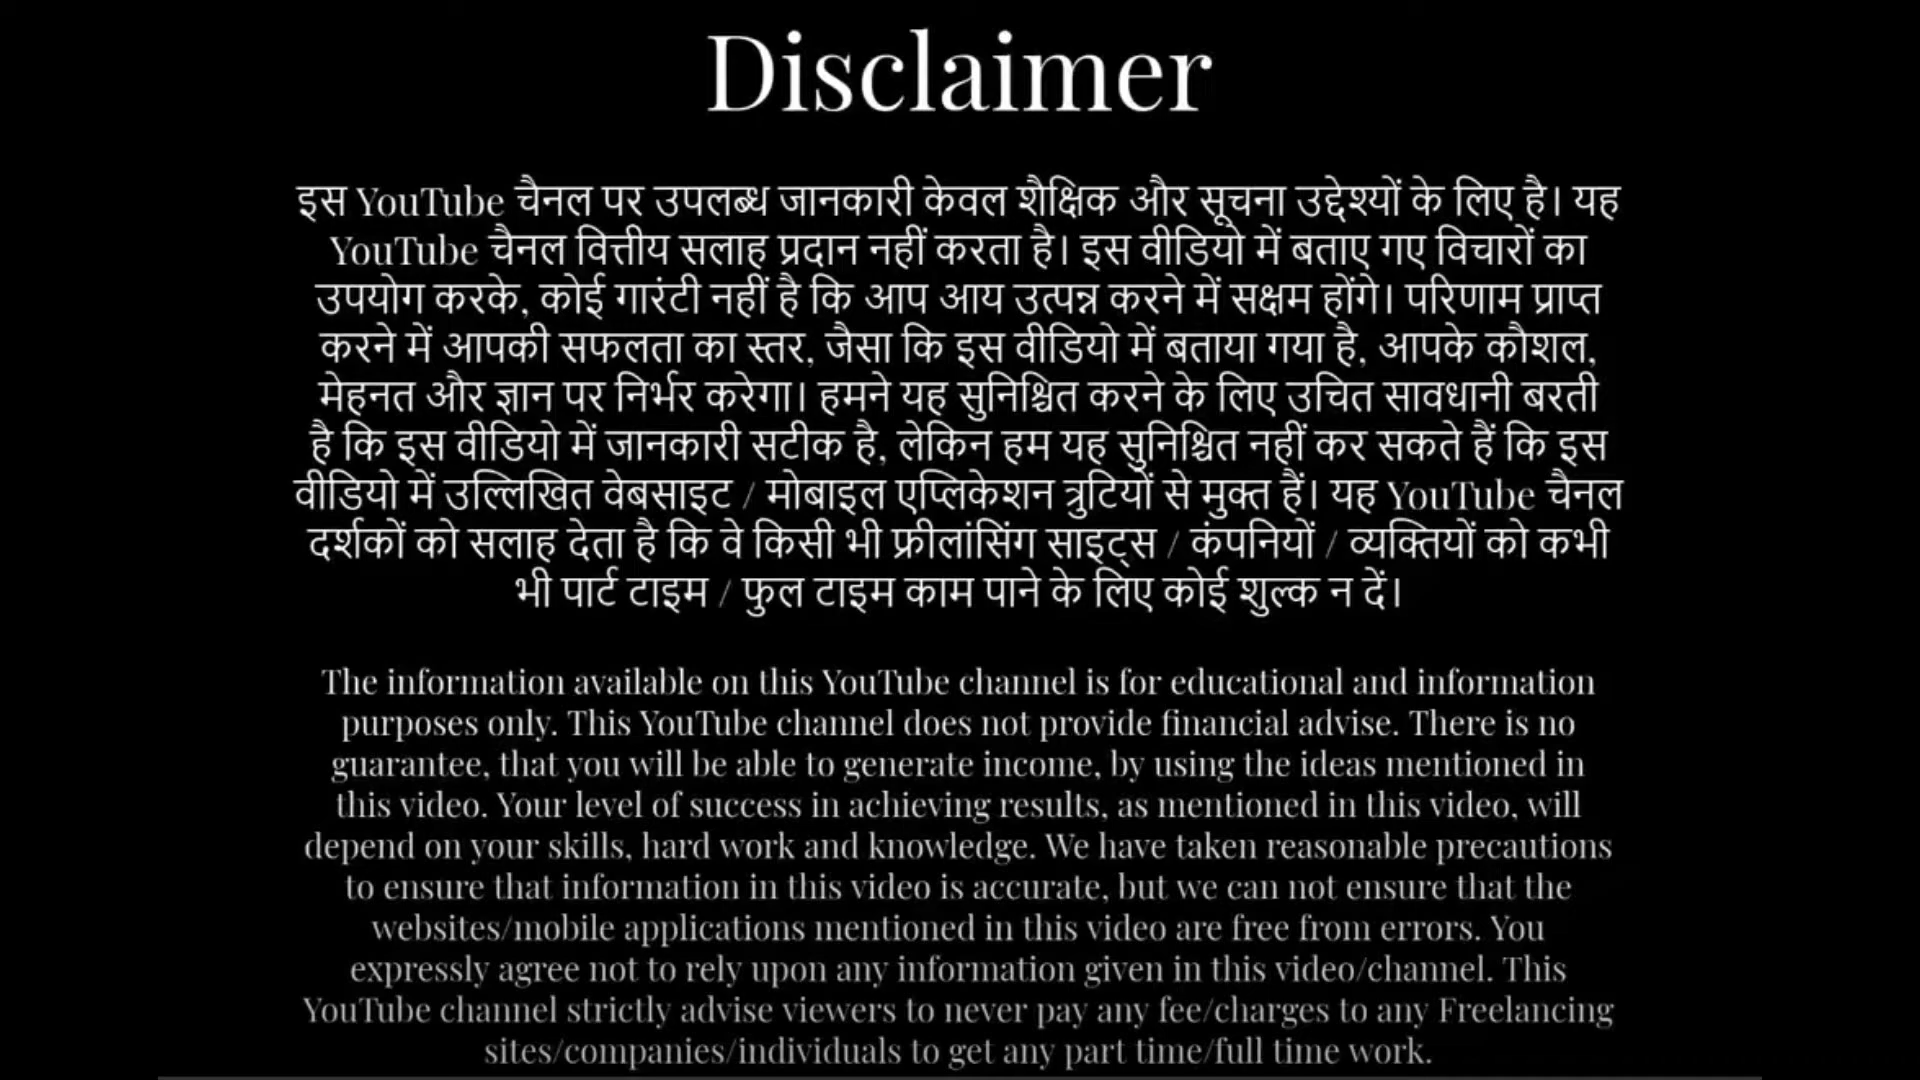 Disclaimer
इस YouTube चैनल पर उपलब्ध जानकारी केवल शैक्षिक और सूचना उद्देश्यों के लिए है। यह
YouTube चैनल वित्तीय सलाह प्रदान नहीं करता है। इस वीडियो में बताए गए विचारों का
उपयोग करके, कोई गारंटी नहीं है कि आप आय उत्पन्न करने में सक्षम होंगे। परिणाम प्राप्त
करने में आपकी सफलता का स्तर, जैसा कि इस वीडियो में बताया गया है, आपके कौशल,
मेहनत और ज्ञान पर निर्भर करेगा। हमने यह सुनिश्चित करने के लिए उचित सावधानी बरती
है कि इस वीडियो में जानकारी सटीक है, लेकिन हम यह सुनिश्चित नहीं कर सकते हैं कि इस
वीडियो में उल्लिखित वेबसाइट / मोबाइल एप्लिकेशन त्रुटियों से मुक्त हैं। यह YouTube चैनल
दर्शकों को सलाह देता है कि वे किसी भी फ्रीलांसिंग साइट्स / कंपनियों / व्यक्तियों को कभी
भी पार्ट टाइम / फुल टाइम काम पाने के लिए कोई शुल्क न दें।
The information available on this YouTube channel is for educational and information
purposes only. This YouTube channel does not provide financial advise. There is no
guarantee, that you will be able to generate income, by using the ideas mentioned in
this video. Your level of success in achieving results, as mentioned in this video, will
depend on your skills, hard work and knowledge. We have taken reasonable precautions
to ensure that information in this video is accurate, but we can not ensure that the
websites/mobile applications mentioned in this video are free from errors. You
expressly agree not to rely upon any information given in this video/channel. This
YouTube channel strictly advise viewers to never pay any fee/charges to any Freelancing
sites/companies/individuals to get any part time/full time work.